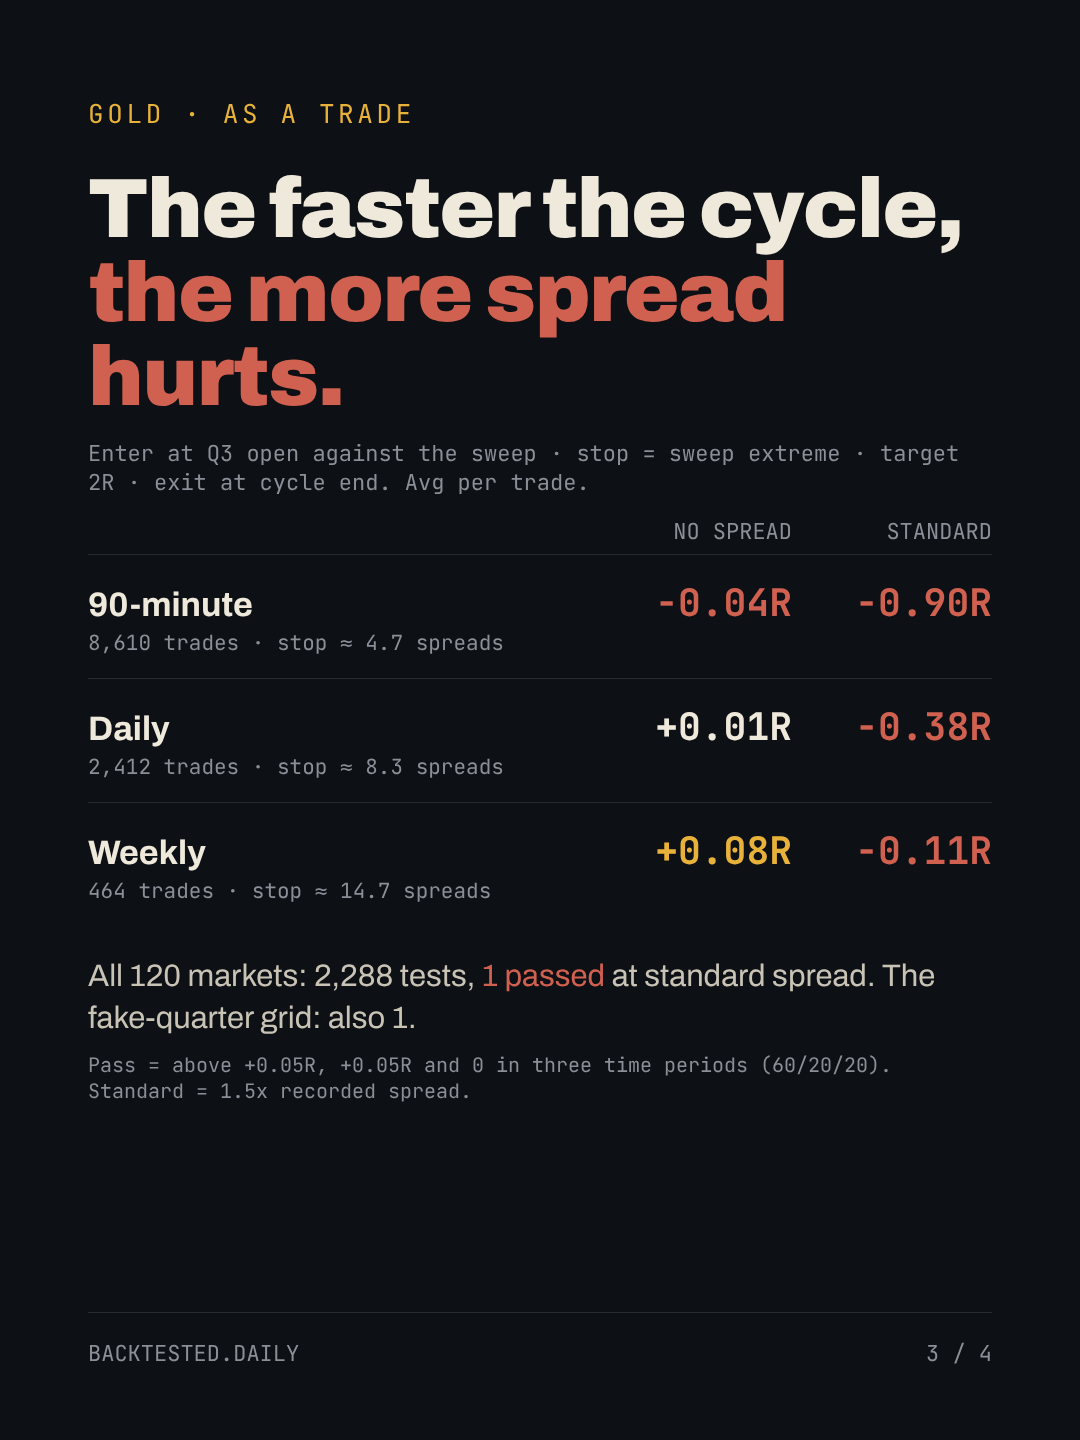 GOLD · AS A TRADE
The faster the cycle,
the more spread
hurts.
Enter at Q3 open against the sweep · stop = sweep extreme · target
2R · exit at cycle end. Avg per trade.
NO SPREAD STANDARD
90-minute -0.04R -0.90R
8,610 trades · stop ≈ 4.7 spreads
Daily +0.01R -0.38R
2,412 trades · stop ≈ 8.3 spreads
Weekly +0.08R -0.11R
464 trades · stop ≈ 14.7 spreads
All 120 markets: 2,288 tests, 1 passed at standard spread. The
fake-quarter grid: also 1.
Pass = above +0.05R, +0.05R and 0 in three time periods (60/20/20).
Standard = 1.5x recorded spread.
BACKTESTED.DAILY 3 / 4